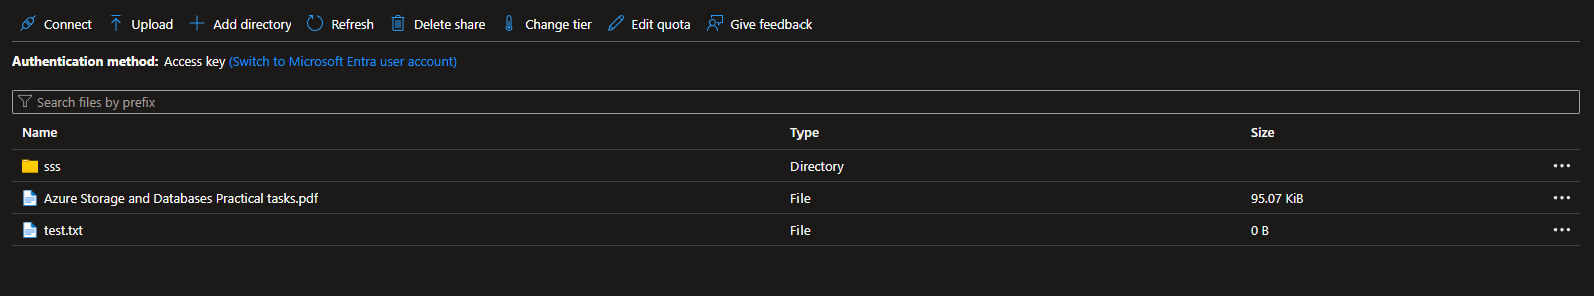 Connect Upload Add directory Refresh Delete share Change tier Edit quota Give feedback
Authentication method: Access key (Switch to Microsoft Entra user account)
Search files by prefix
Name Type Size
sss Directory
Azure Storage and Databases Practical tasks.pdf File 95.07 KiB
test.txt File 0 B